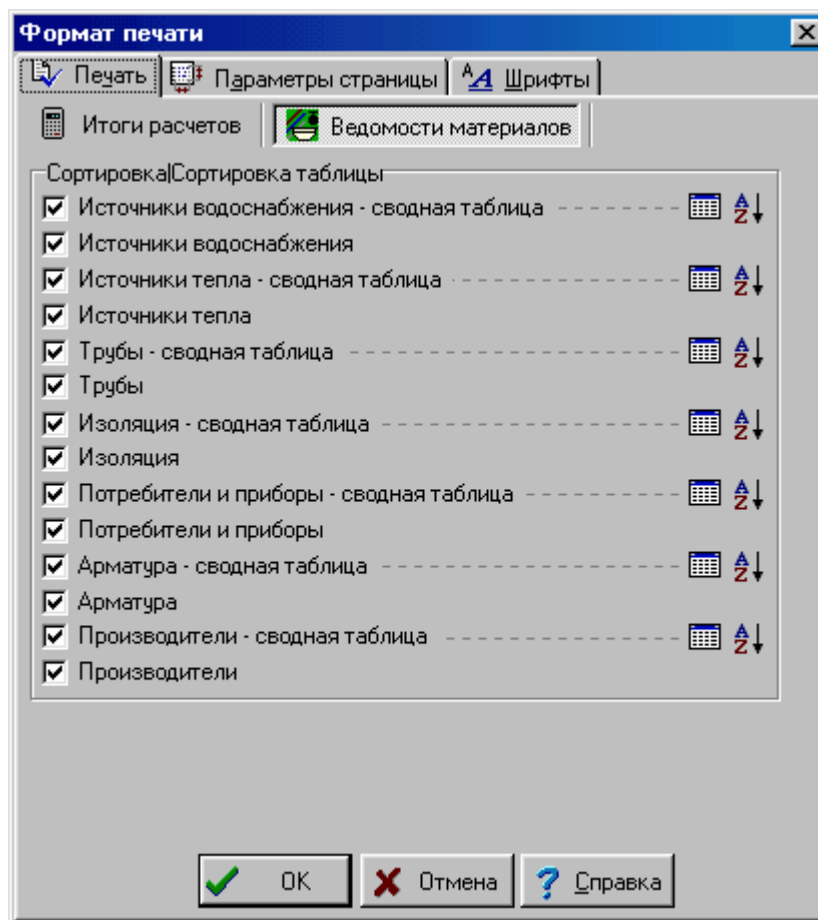 Формат печати
Печать Параметры страницы Шрифты
Итоги расчетов Ведомости материалов
Сортировка|Сортировка таблицы
Источники водоснабжения - сводная таблица
Источники водоснабжения
Источники тепла - сводная таблица
Источники тепла
Трубы - сводная таблица
Трубы
Изоляция - сводная таблица
Изоляция
Потребители и приборы - сводная таблица
Потребители и приборы
Арматура - сводная таблица
Арматура
Производители - сводная таблица
Производители
OK Отмена Справка